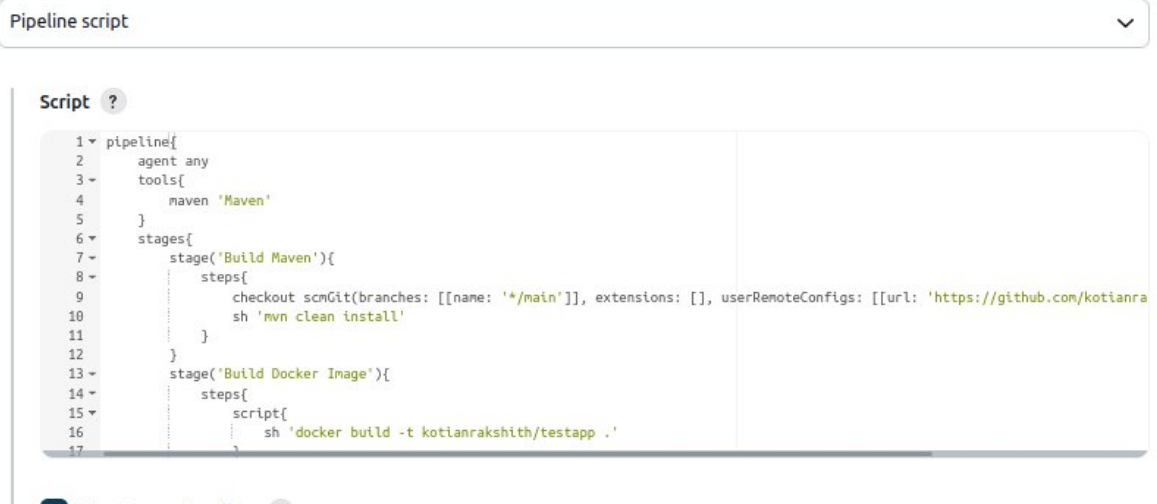 Pipeline script
Script ?
1 pipeline{
2 agent any
3 tools{
4 maven 'Maven'
5 }
6 stages{
7 stage('Build Maven'){
8 steps{
9 checkout scmGit(branches: [[name: '*/main']], extensions: [], userRemoteConfigs: [[url: 'https://github.com/kotianra
10 sh 'mvn clean install'
11 }
12 }
13 stage('Build Docker Image'){
14 steps{
15 script{
16 sh 'docker build -t kotianrakshith/testapp .'
17 }